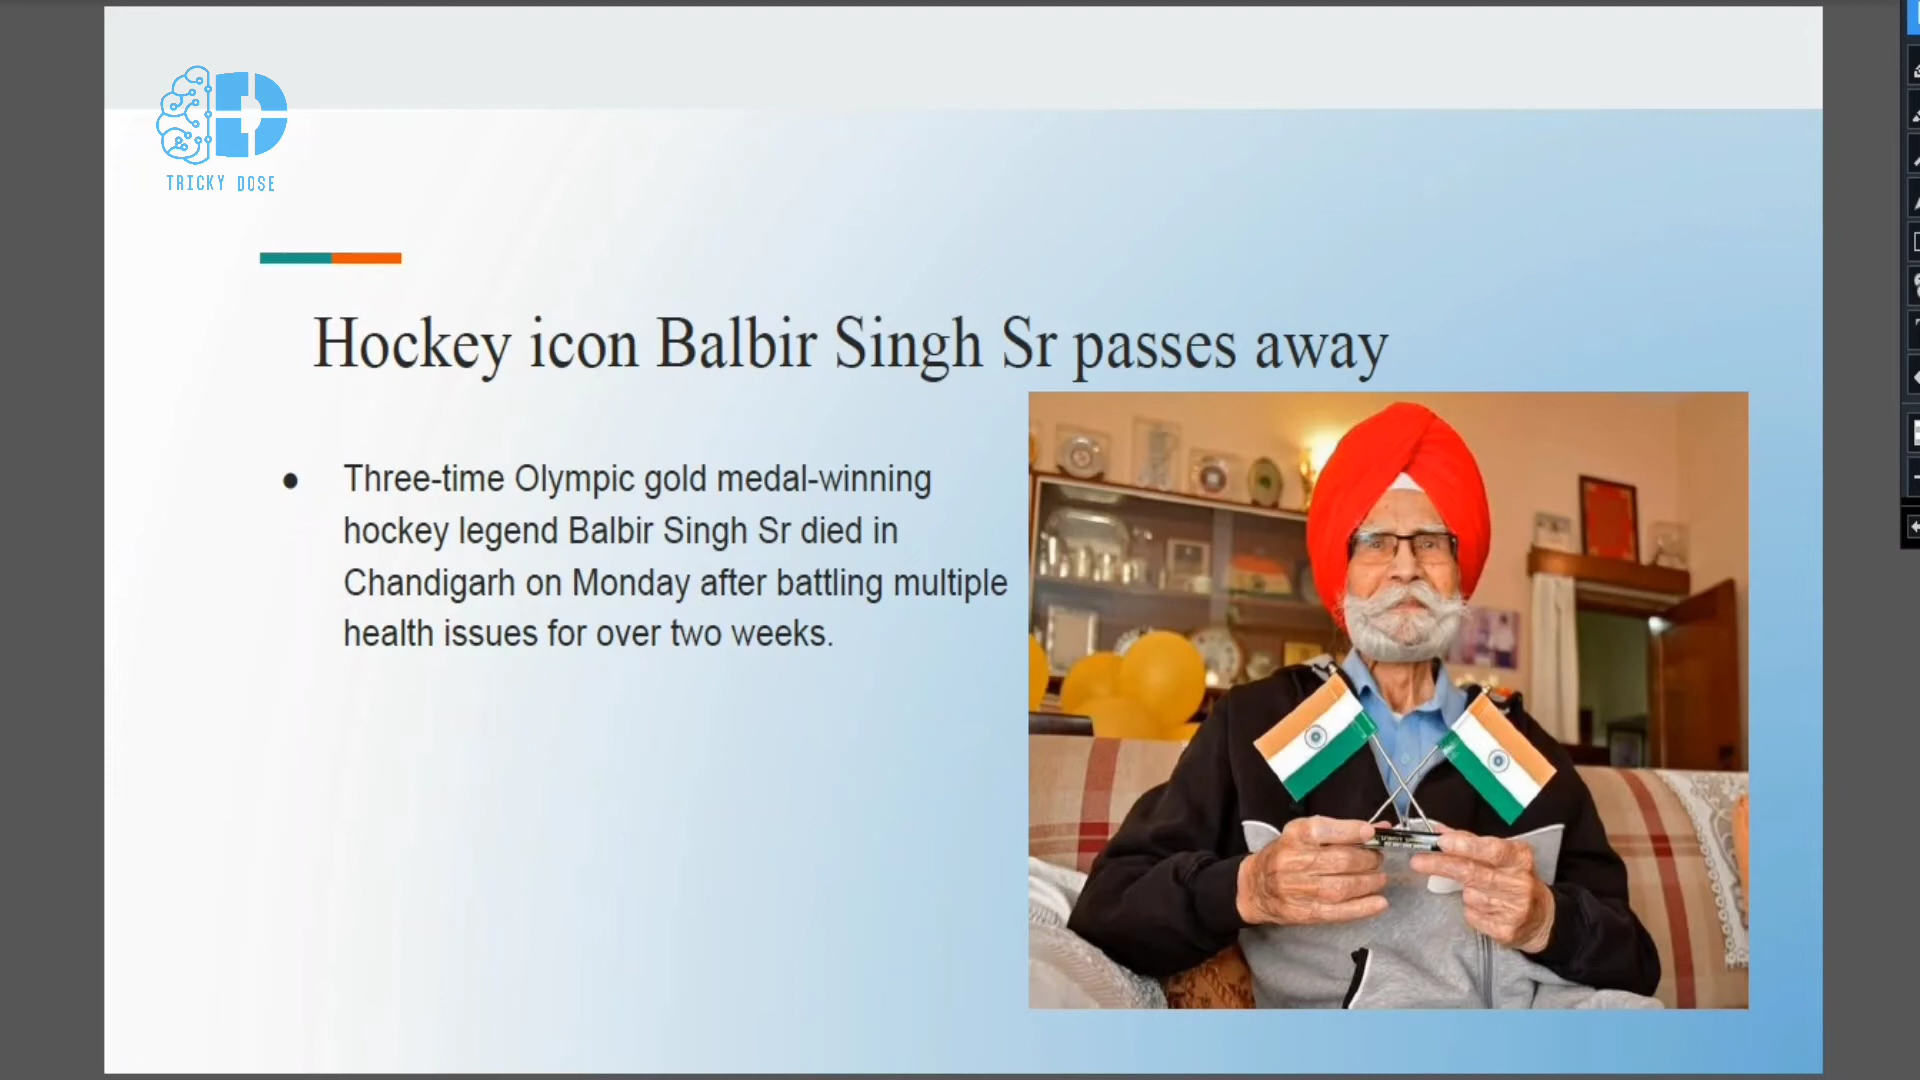 TRICKY DOSE
Hockey icon Balbir Singh Sr passes away
Three-time Olympic gold medal-winning
hockey legend Balbir Singh Sr died in
Chandigarh on Monday after battling multiple
health issues for over two weeks.